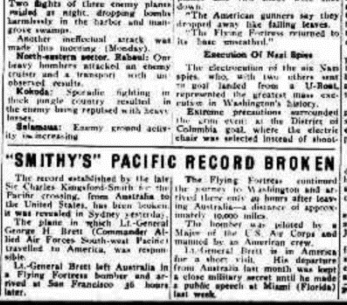 Two flights of three enemy planes
raided at night, dropping bombs
harmlessly in the harbor and man-
grove swamps.
Another ineffectual attack was
made this morning (Monday).
North-eastern sector. Rabaul: Our
heavy bombers attacked an enemy
cruiser and a transport with un-
observed results.
Kokoda: Sporadic fighting in
thick jungle country resulted in
the enemy being repulsed with heavy
losses.
Salamaua: Enemy ground activ-
ity is increasing
down.
"The American gunners say they
dropped away like falling leaves.
"The Flying Fortress returned to
its base unscathed."
Execution Of Nazi Spies
The electrocution of the six Nazi
spies, who, with two others sent
to gaol landed from a U-Boat,
represented the greatest mass exe-
cution in Washington's history.
Extreme precautions surrounded
the grim event at the District of
Columbia gaol, where the electric
chair was selected instead of shoot-
"SMITHY'S" PACIFIC RECORD BROKEN
The record established by the late
Sir Charles Kingsford-Smith for the
Pacific crossing, from Australia to
the United States, has been broken
it was revealed in Sydney yesterday.
The plane in which Lt.-General
George H. Brett (Commander Al-
lied Air Forces South-west Pacific)
travelled to America, was respon-
sible.
Lt.-General Brett left Australia in
a Flying Fortress bomber and ar-
rived at San Francisco 36 hours
later.
The Flying Fortress continued
the journey to Washington and ar-
rived there only hours after leav-
ing Australia—a distance of approx-
imately 10,000 miles.
The bomber was piloted by a
Major of the U.S. Air Corps and
manned by an American crew.
Lt.-General Brett is in America
for a short visit. His departure
from Australia last month was kept
a close military secret until he made
a public speech at Miami (Florida)
last week.